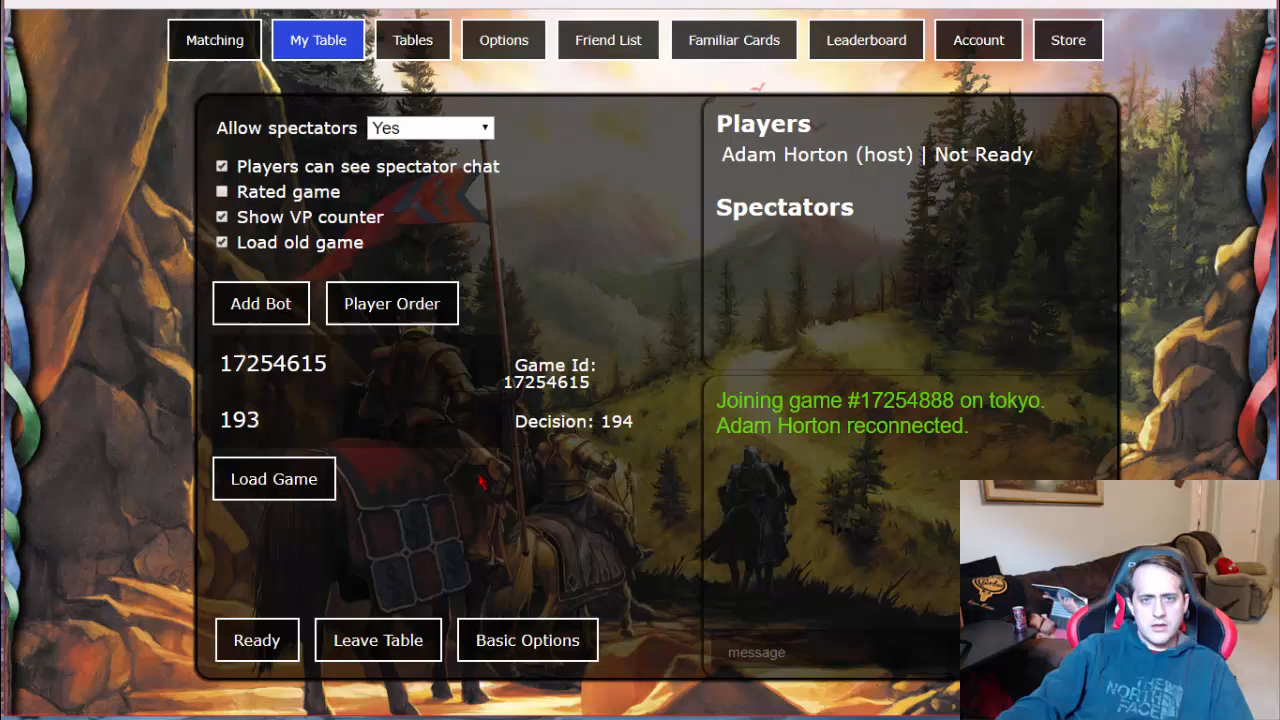 Matching
My Table
Tables
Options
Friend List
Familiar Cards
Leaderboard
Account
Store
Allow spectators Yes
Players can see spectator chat
Rated game
Show VP counter
Load old game
Add Bot
Player Order
17254615
Game Id:
17254615
193
Decision: 194
Load Game
Ready
Leave Table
Basic Options
Players
Adam Horton (host) | Not Ready
Spectators
Joining game #17254888 on tokyo.
Adam Horton reconnected.
message
THE
NORTH
FACE